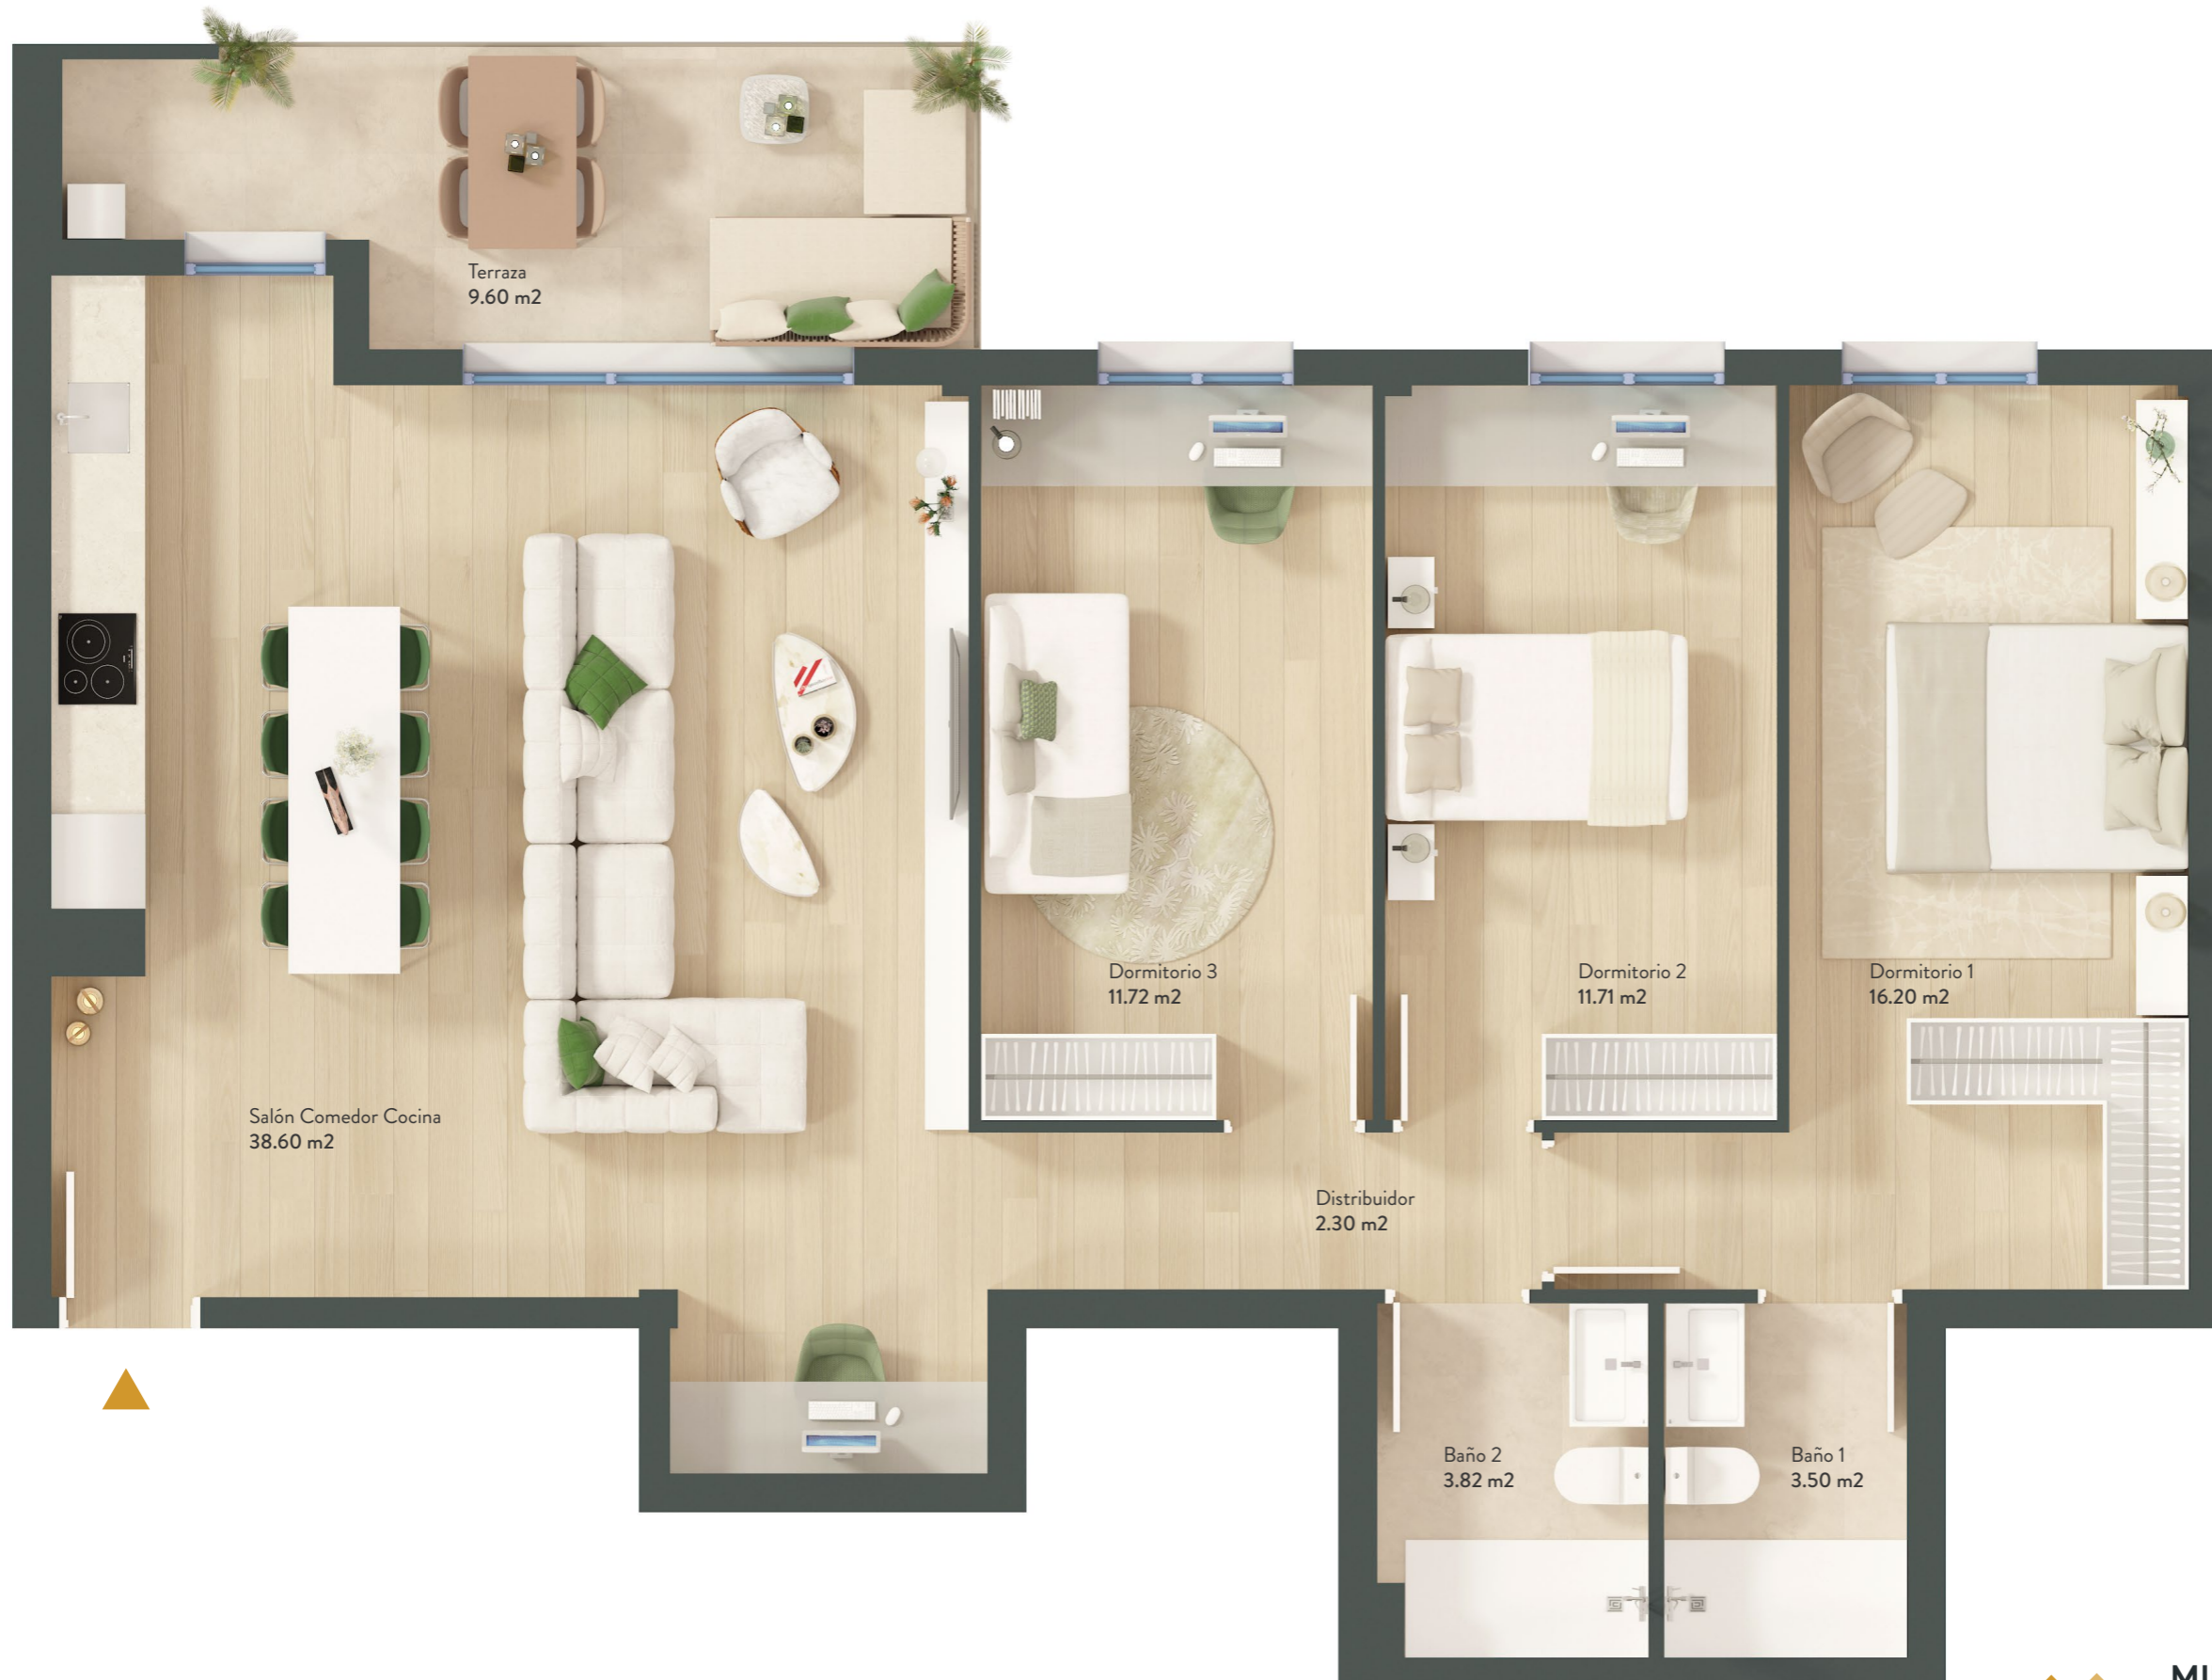 Terraza
9.60 m2
Dormitorio 3
11.72 m2
Dormitorio 2
11.71 m2
Dormitorio 1
16.20 m2
Salón Comedor Cocina
38.60 m2
Distribuidor
2.30 m2
Baño 2
3.82 m2
Baño 1
3.50 m2